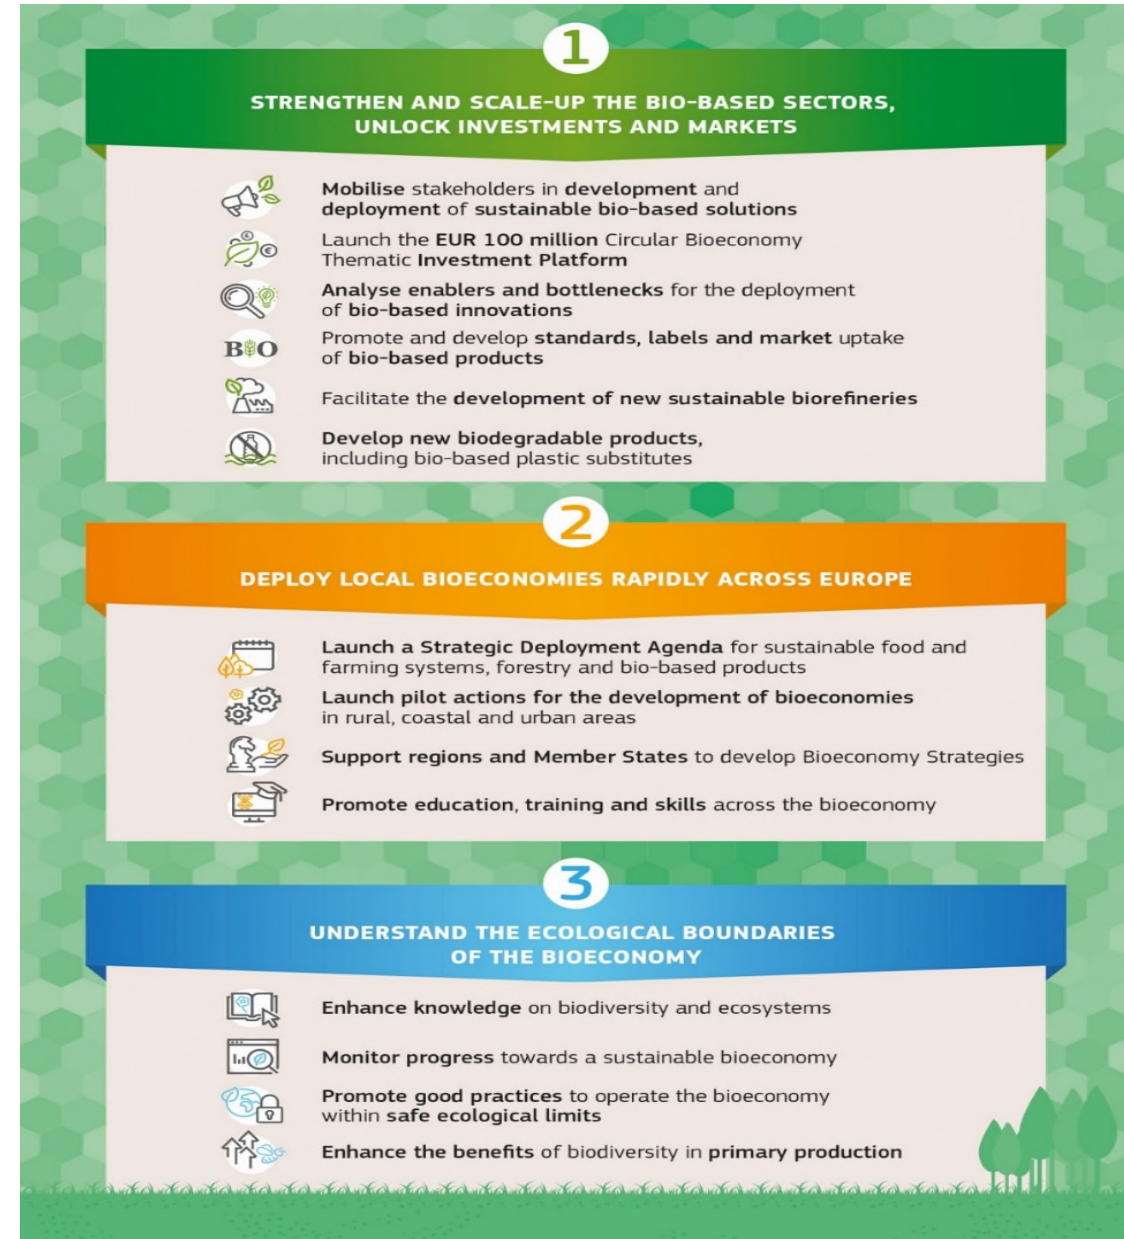 1
STRENGTHEN AND SCALE-UP THE BIO-BASED SECTORS,
UNLOCK INVESTMENTS AND MARKETS
Mobilise stakeholders in development and
deployment of sustainable bio-based solutions
Launch the EUR 100 million Circular Bioeconomy
Thematic Investment Platform
Analyse enablers and bottlenecks for the deployment
of bio-based innovations
BIO
Promote and develop standards, labels and market uptake
of bio-based products
Facilitate the development of new sustainable biorefineries
Develop new biodegradable products,
including bio-based plastic substitutes
2
DEPLOY LOCAL BIOECONOMIES RAPIDLY ACROSS EUROPE
Launch a Strategic Deployment Agenda for sustainable food and
farming systems, forestry and bio-based products
Launch pilot actions for the development of bioeconomies
in rural, coastal and urban areas
Support regions and Member States to develop Bioeconomy Strategies
Promote education, training and skills across the bioeconomy
3
UNDERSTAND THE ECOLOGICAL BOUNDARIES
OF THE BIOECONOMY
Enhance knowledge on biodiversity and ecosystems
Monitor progress towards a sustainable bioeconomy
Promote good practices to operate the bioeconomy
within safe ecological limits
Enhance the benefits of biodiversity in primary production